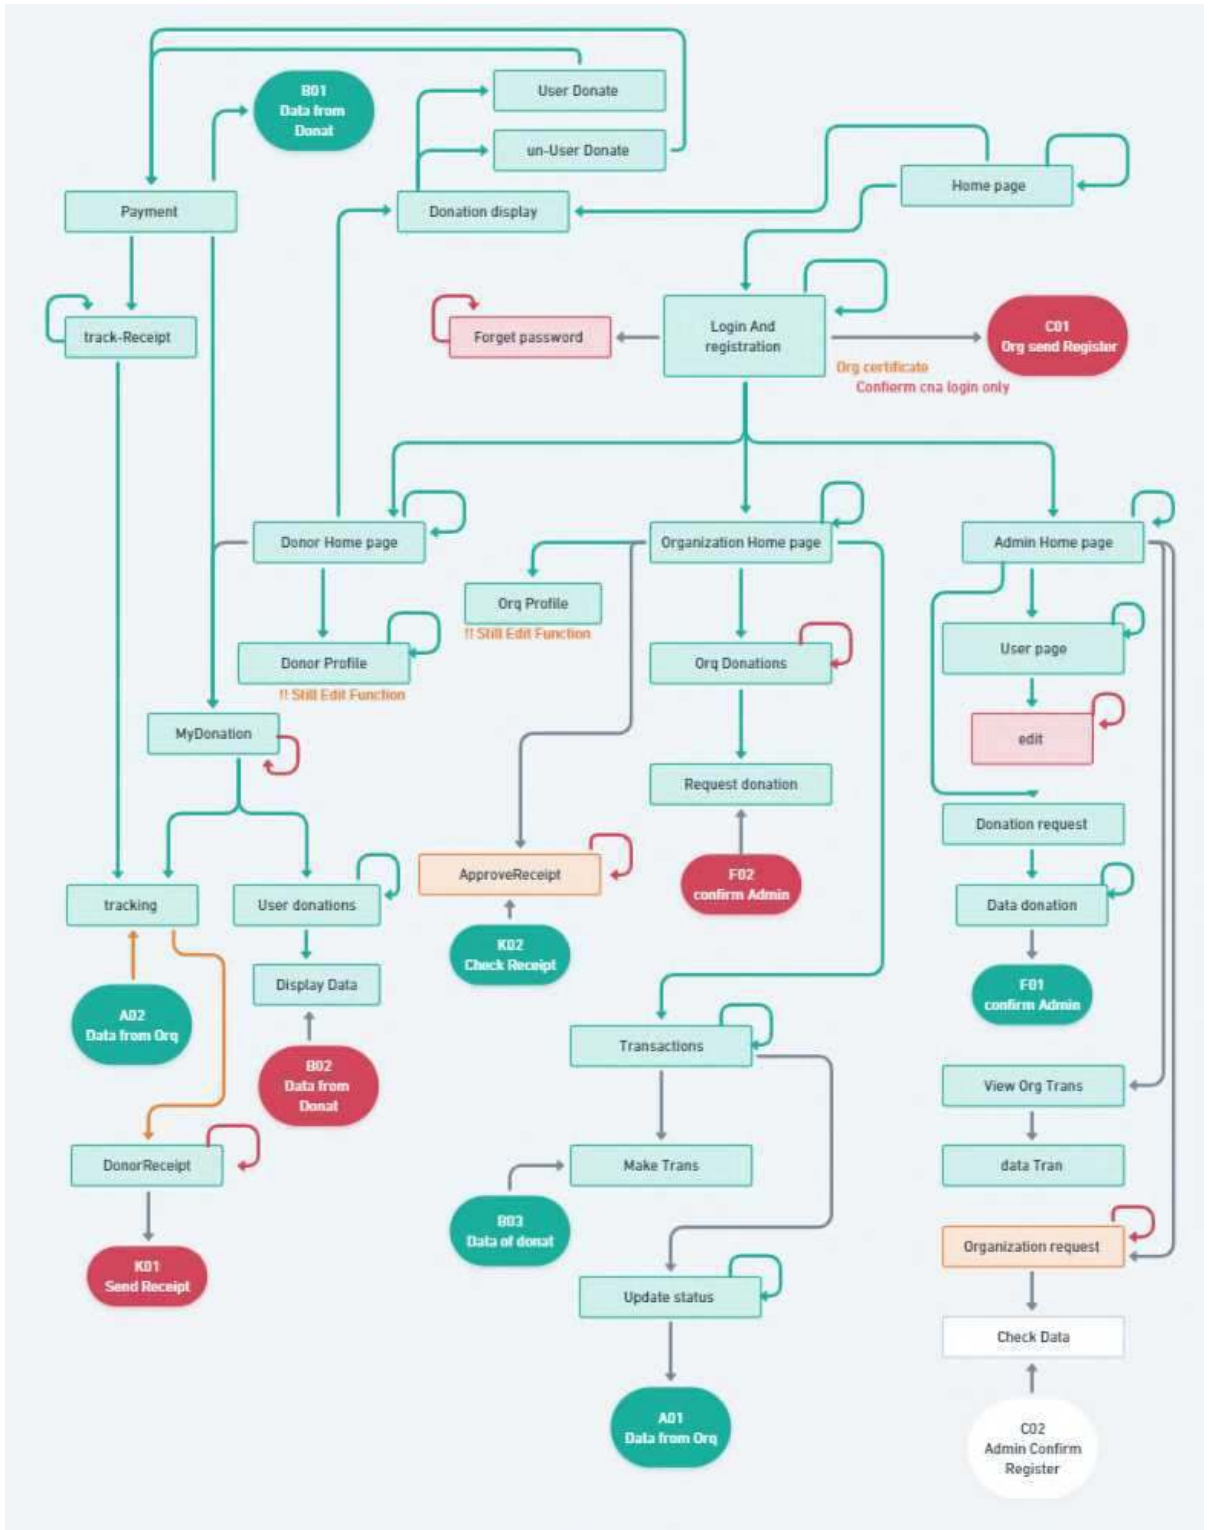 B01
Data from
Donat
User Donate
un-User Donate
Home page
Payment
Donation display
track-Receipt
Forget password
Login And
registration
C01
Org send Register
Org certificate
Confierm cna login only
Donor Home page
Organization Home page
Admin Home page
Orq Profile
!! Still Edit Function
Donor Profile
!! Still Edit Function
Orq Donations
User page
MyDonation
edit
Request donation
Donation request
ApproveReceipt
F02
confirm Admin
tracking
User donations
Data donation
K02
Check Receipt
Display Data
F01
confirm Admin
A02
Data from Orq
B02
Data from
Donat
Transactions
View Org Trans
DonorReceipt
Make Trans
data Tran
B03
Data of donat
K01
Send Receipt
Organization request
Update status
Check Data
A01
Data from Orq
C02
Admin Confirm
Register